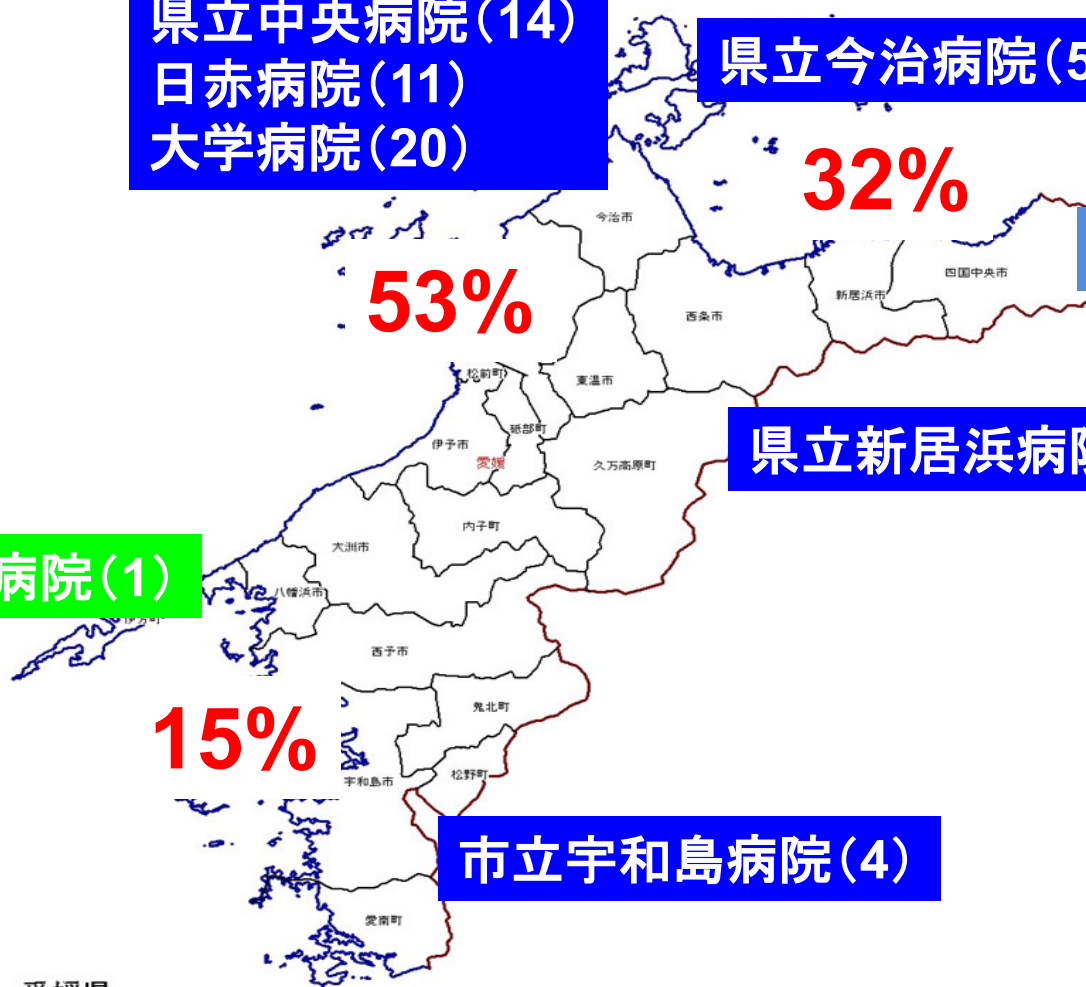 県立中央病院(14)
日赤病院(11)
大学病院(20)
県立今治病院(5
32%
今治市
53%
四国中央市
新居浜市
西条市
松前町
東温市
砥部町
伊予市
愛媛
久万高原町
県立新居浜病院
内子町
大洲市
病院(1)
八幡浜市
伊方町
西予市
鬼北町
15%
松野町
宇和島市
市立宇和島病院(4)
愛南町
愛媛県